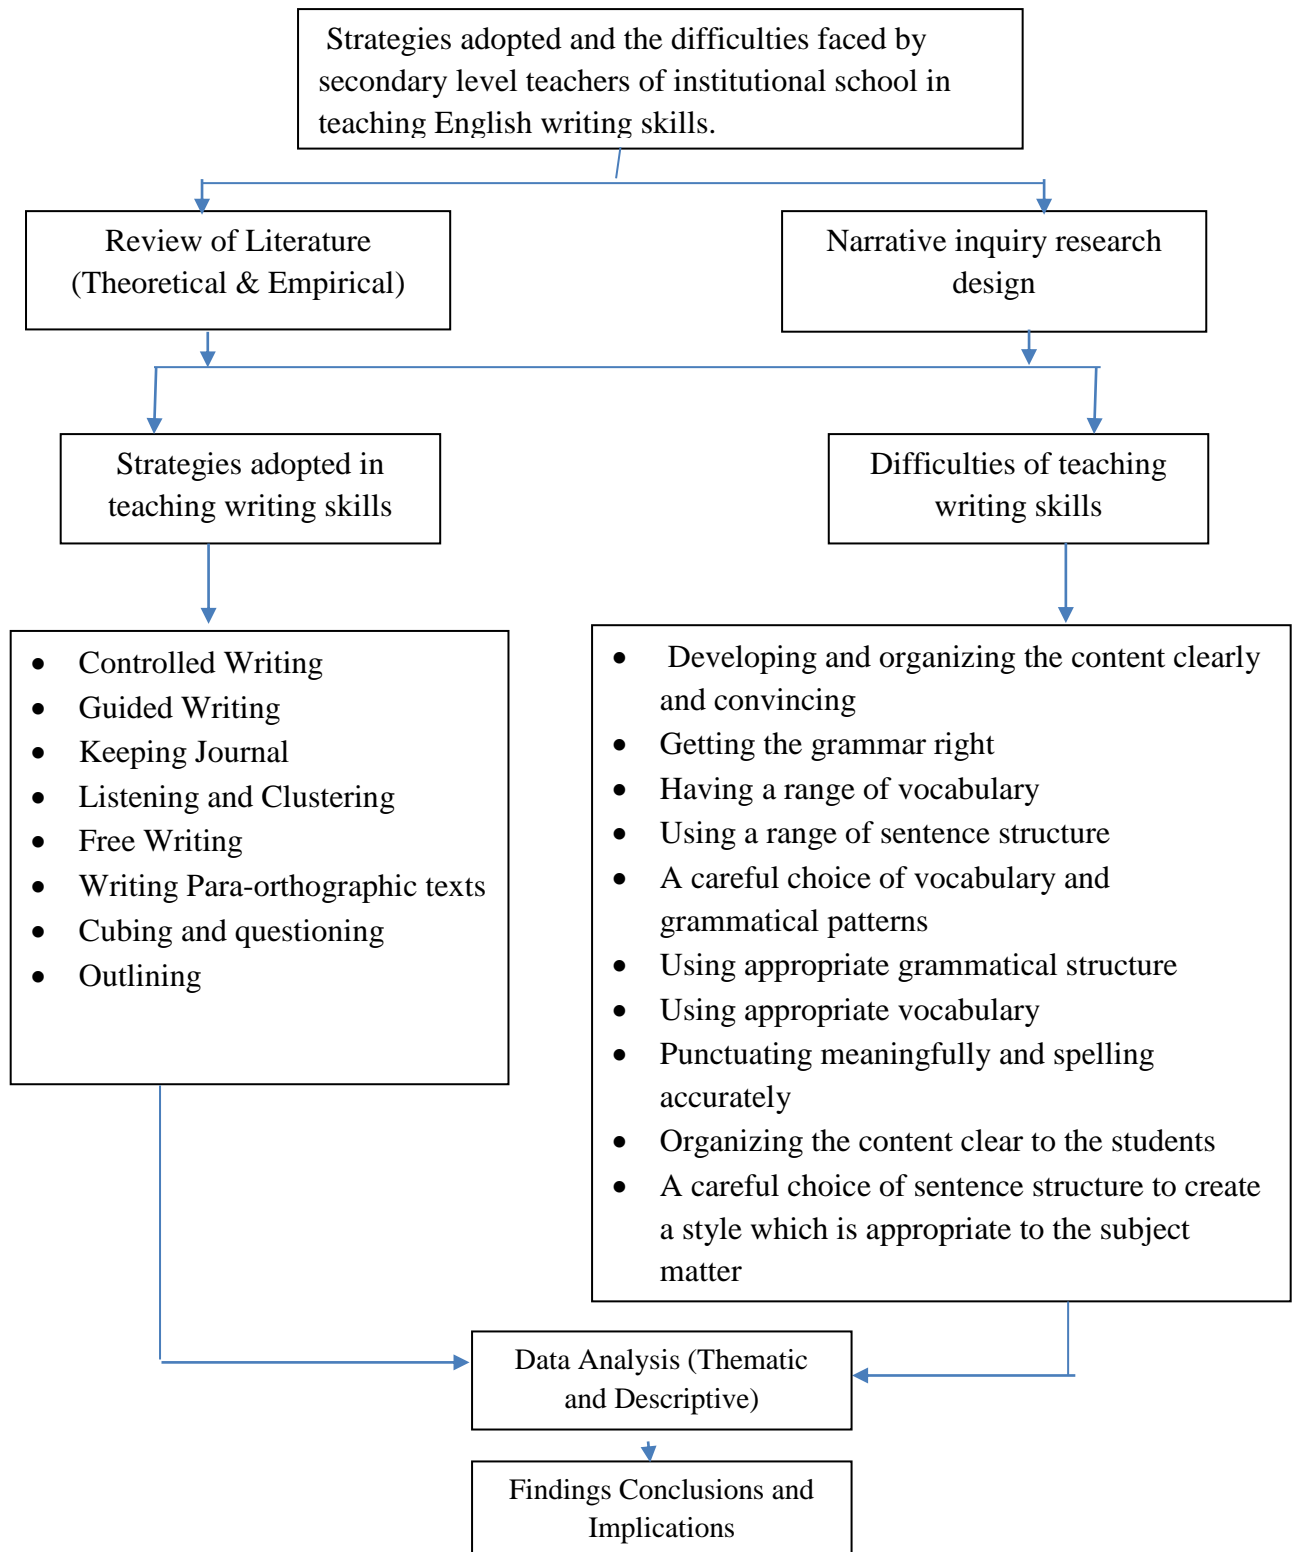 Strategies adopted and the difficulties faced by
secondary level teachers of institutional school in
teaching English writing skills.
Review of Literature
(Theoretical & Empirical)
Narrative inquiry research
design
Strategies adopted in
teaching writing skills
Difficulties of teaching
writing skills
• Controlled Writing
• Guided Writing
• Keeping Journal
• Listening and Clustering
• Free Writing
• Writing Para-orthographic texts
• Cubing and questioning
• Outlining
• Developing and organizing the content clearly
and convincing
• Getting the grammar right
• Having a range of vocabulary
• Using a range of sentence structure
• A careful choice of vocabulary and
grammatical patterns
• Using appropriate grammatical structure
• Using appropriate vocabulary
• Punctuating meaningfully and spelling
accurately
• Organizing the content clear to the students
• A careful choice of sentence structure to create
a style which is appropriate to the subject
matter
Data Analysis (Thematic
and Descriptive)
Findings Conclusions and
Implications